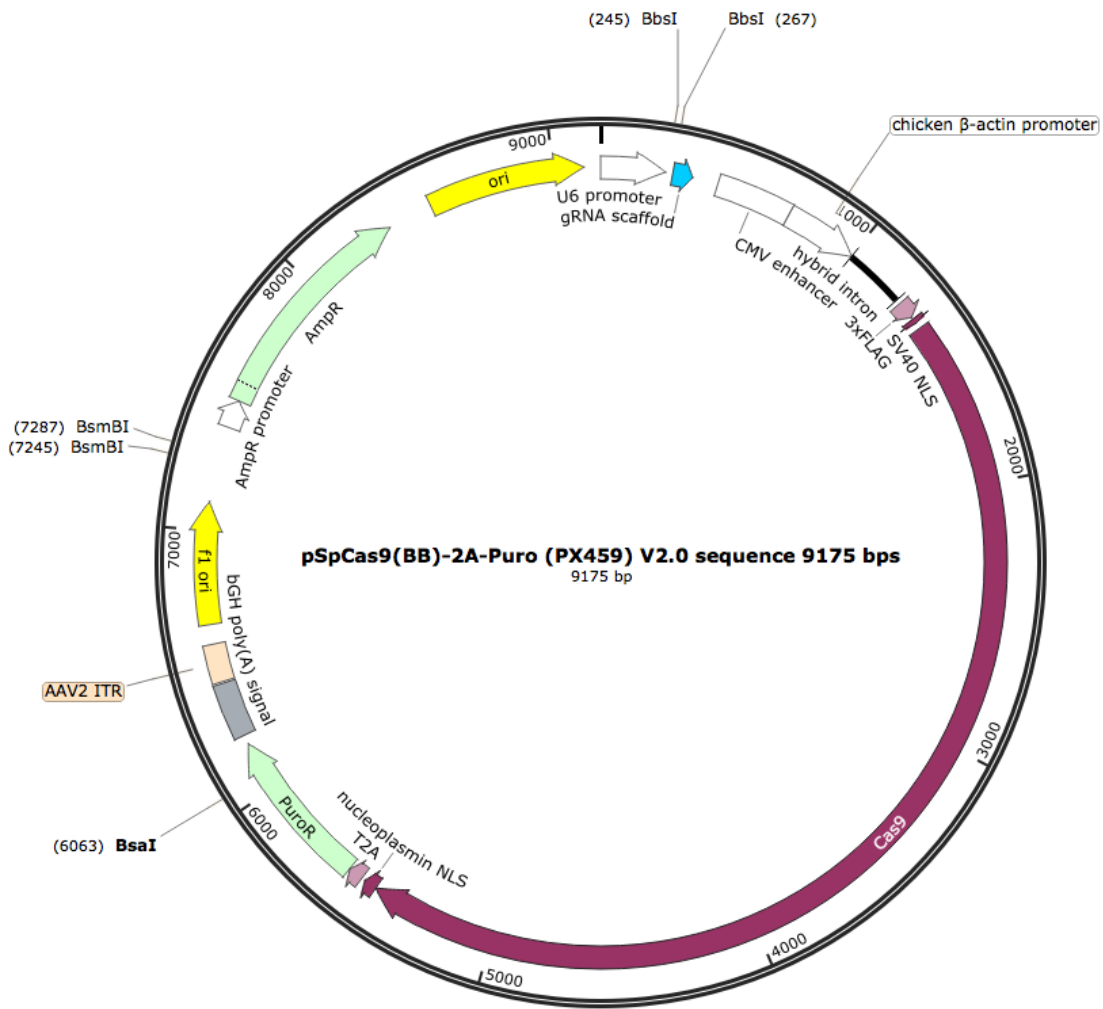 (245) BbsI
BbsI (267)
chicken β-actin promoter
9000
ori
U6 promoter
gRNA scaffold
1000
CMV enhancer
hybrid intron
3xFLAG
SV40 NLS
8000
AmpR
AmpR promoter
(7287) BsmBI
(7245) BsmBI
2000
7000
f1 ori
pSpCas9(BB)-2A-Puro (PX459) V2.0 sequence 9175 bps
9175 bp
bGH poly(A) signal
AAV2 ITR
3000
PuroR
6000
T2A
nucleoplasmin NLS
Cas9
(6063) BsaI
4000
5000